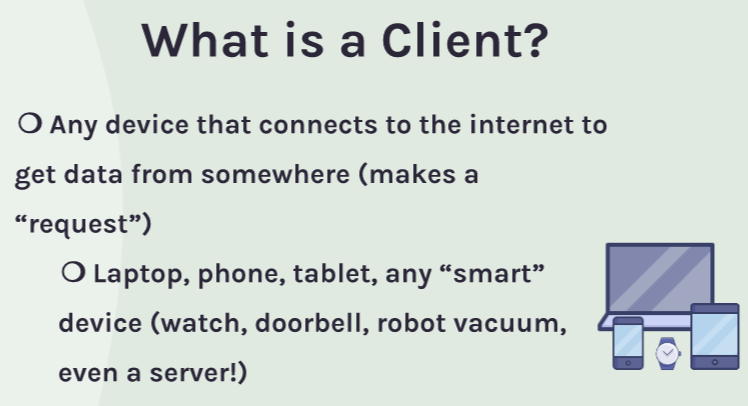 What is a Client?
❍ Any device that connects to the internet to
get data from somewhere (makes a
“request”)
❍ Laptop, phone, tablet, any “smart”
device (watch, doorbell, robot vacuum,
even a server!)